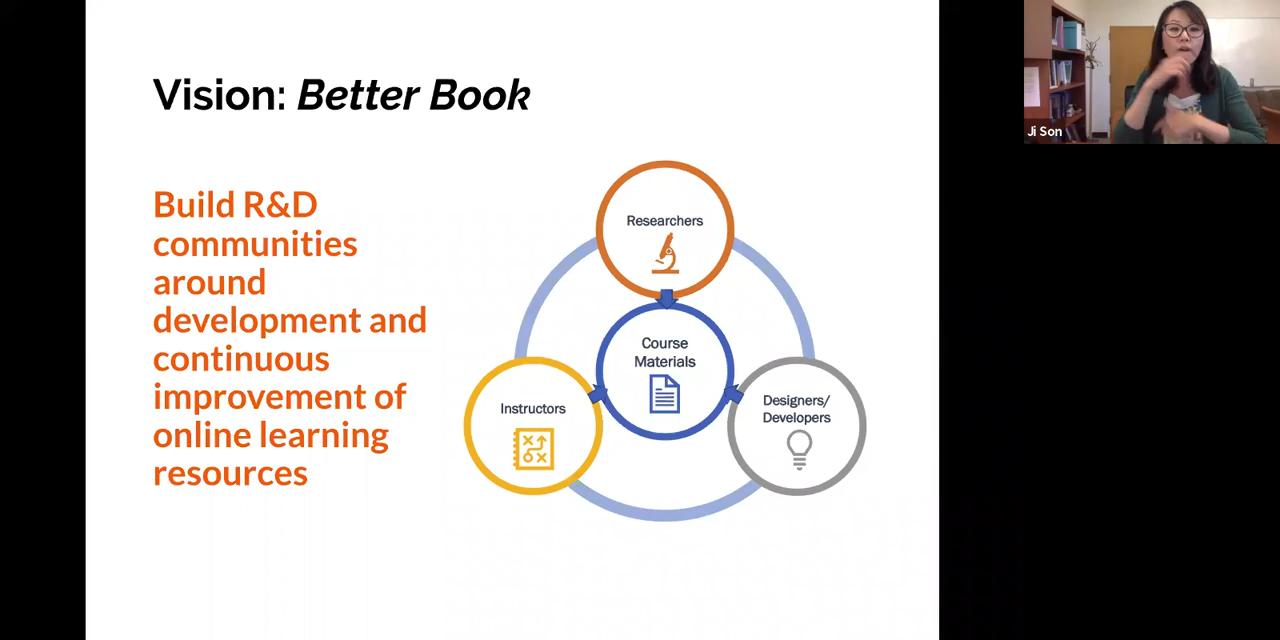 Vision: Better Book
Build R&D
communities
around
development and
continuous
improvement of
online learning
resources
Researchers
Course
Materials
Instructors
Designers/
Developers
Ji Son